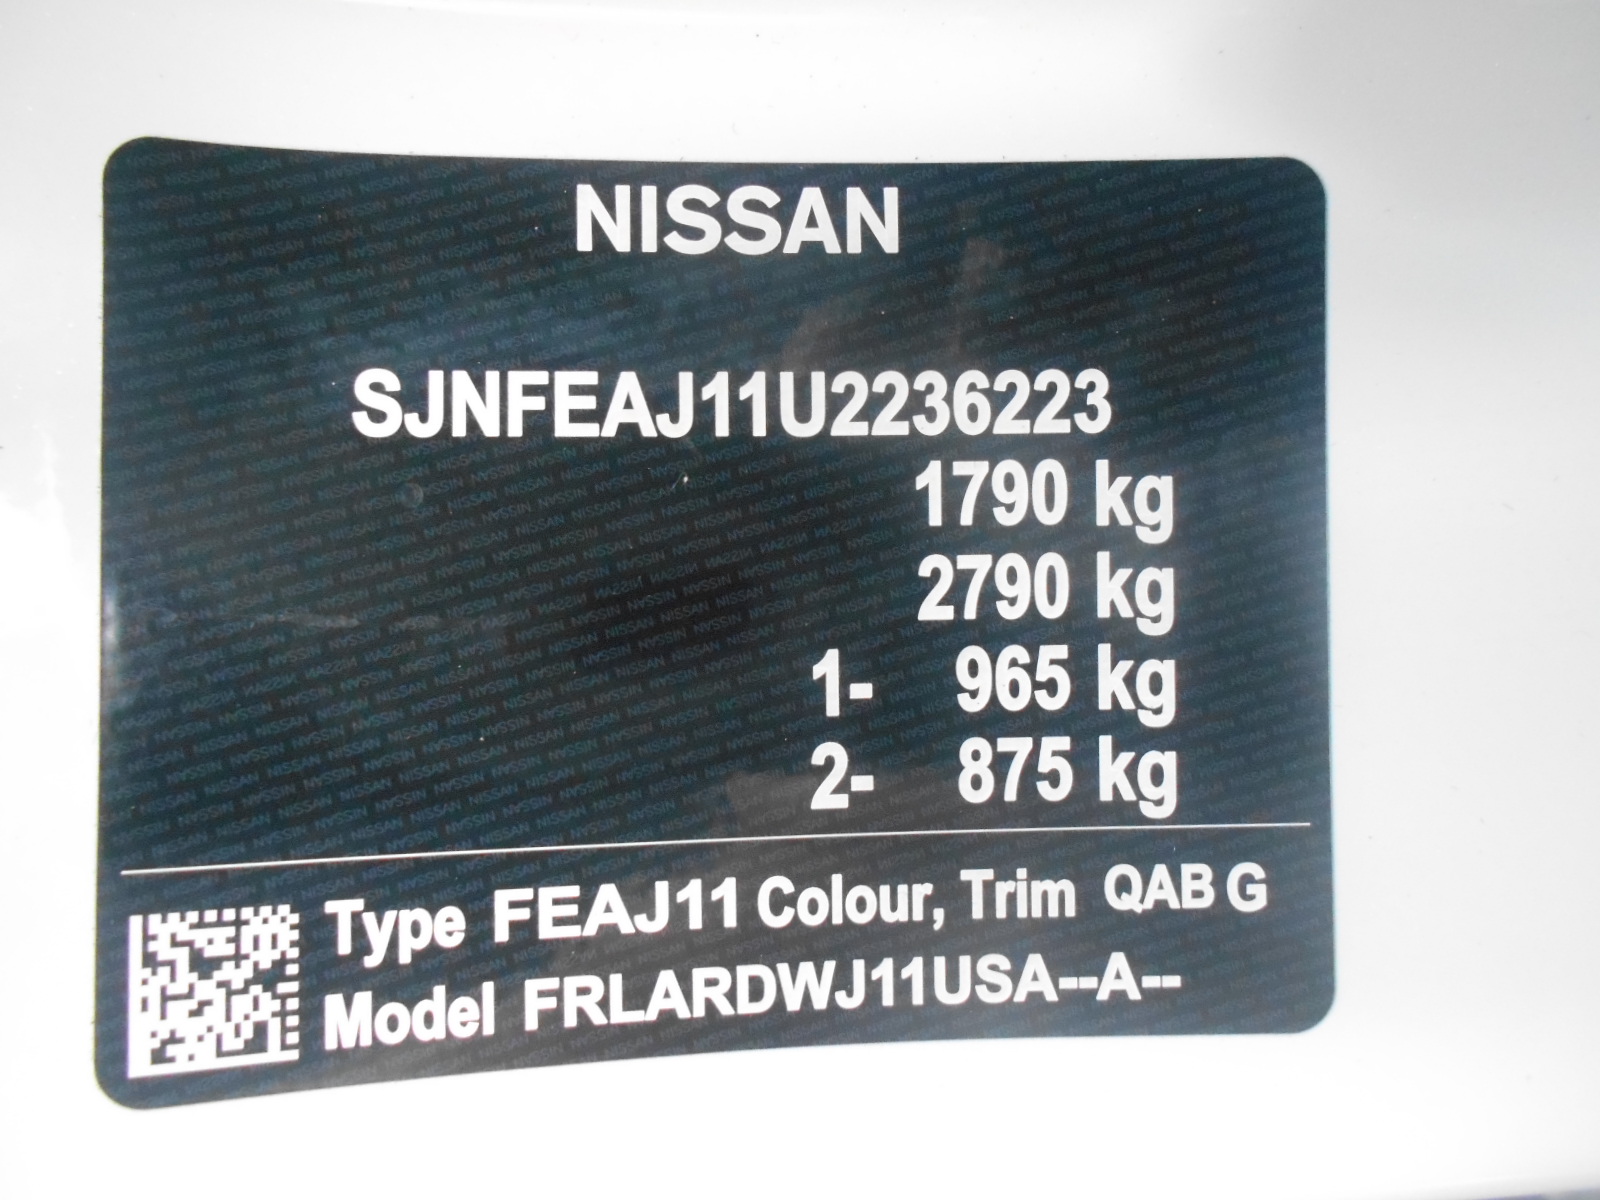 NISSAN
SJNFEAJ11U2236223
1790 kg
2790 kg
1- 965 kg
2- 875 kg
Type FEAJ11 Colour, Trim QAB G
Model FRLARDWJ11USA--A--